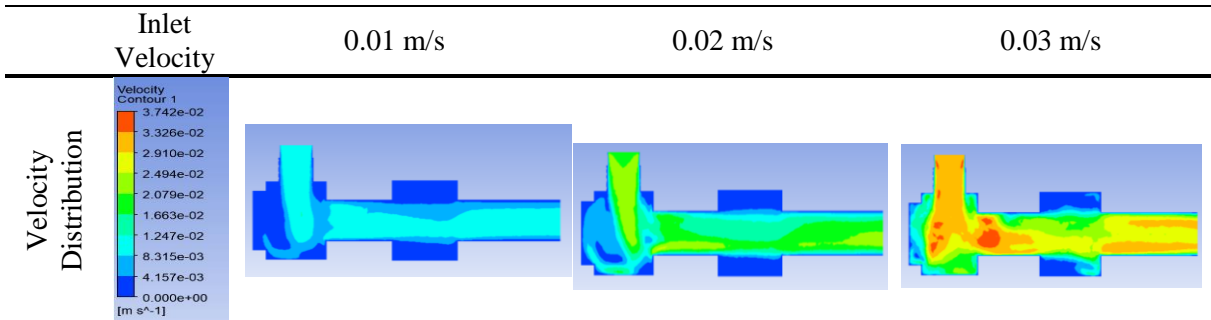 Inlet
Velocity
0.01 m/s
0.02 m/s
0.03 m/s
Velocity
Distribution
Velocity
Contour 1
3.742e-02
3.326e-02
2.910e-02
2.494e-02
2.079e-02
1.663e-02
1.247e-02
8.315e-03
4.157e-03
0.000e+00
[m s^-1]